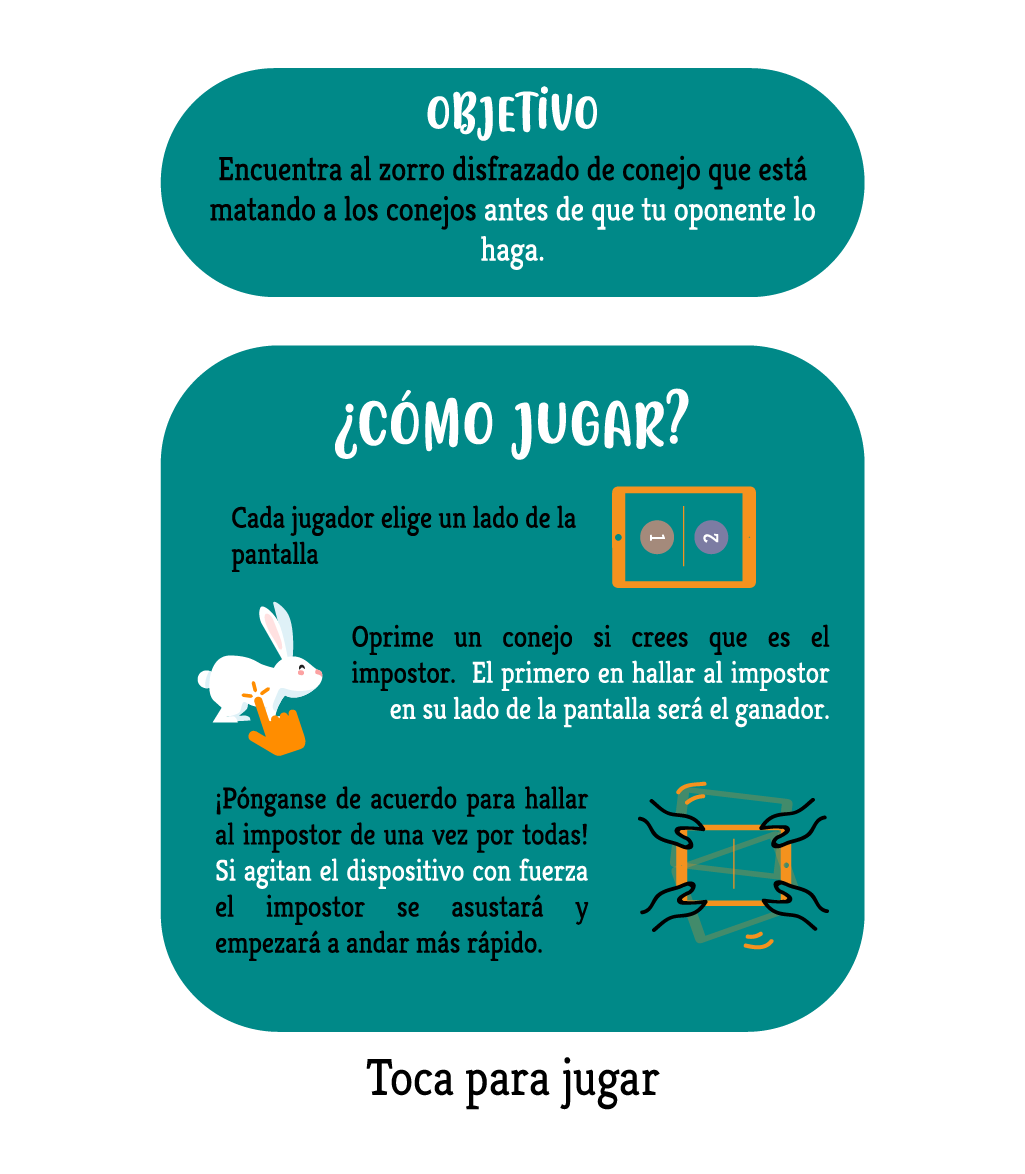 OBJETiVO
Encuentra al zorro disfrazado de conejo que está
matando a los conejos antes de que tu oponente lo
haga.
¿CÓMO JUGAR?
Cada jugador elige un lado de la
pantalla
1 2
Oprime un conejo si crees que es el
impostor. El primero en hallar al impostor
en su lado de la pantalla será el ganador.
¡Pónganse de acuerdo para hallar
al impostor de una vez por todas!
Si agitan el dispositivo con fuerza
el impostor se asustará y
empezará a andar más rápido.
Toca para jugar